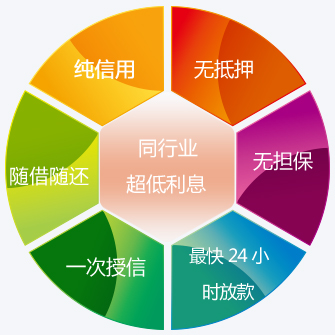 纯信用
无抵押
同行业
超低利息
无担保
随借随还
一次授信
最快 24 小
时放款